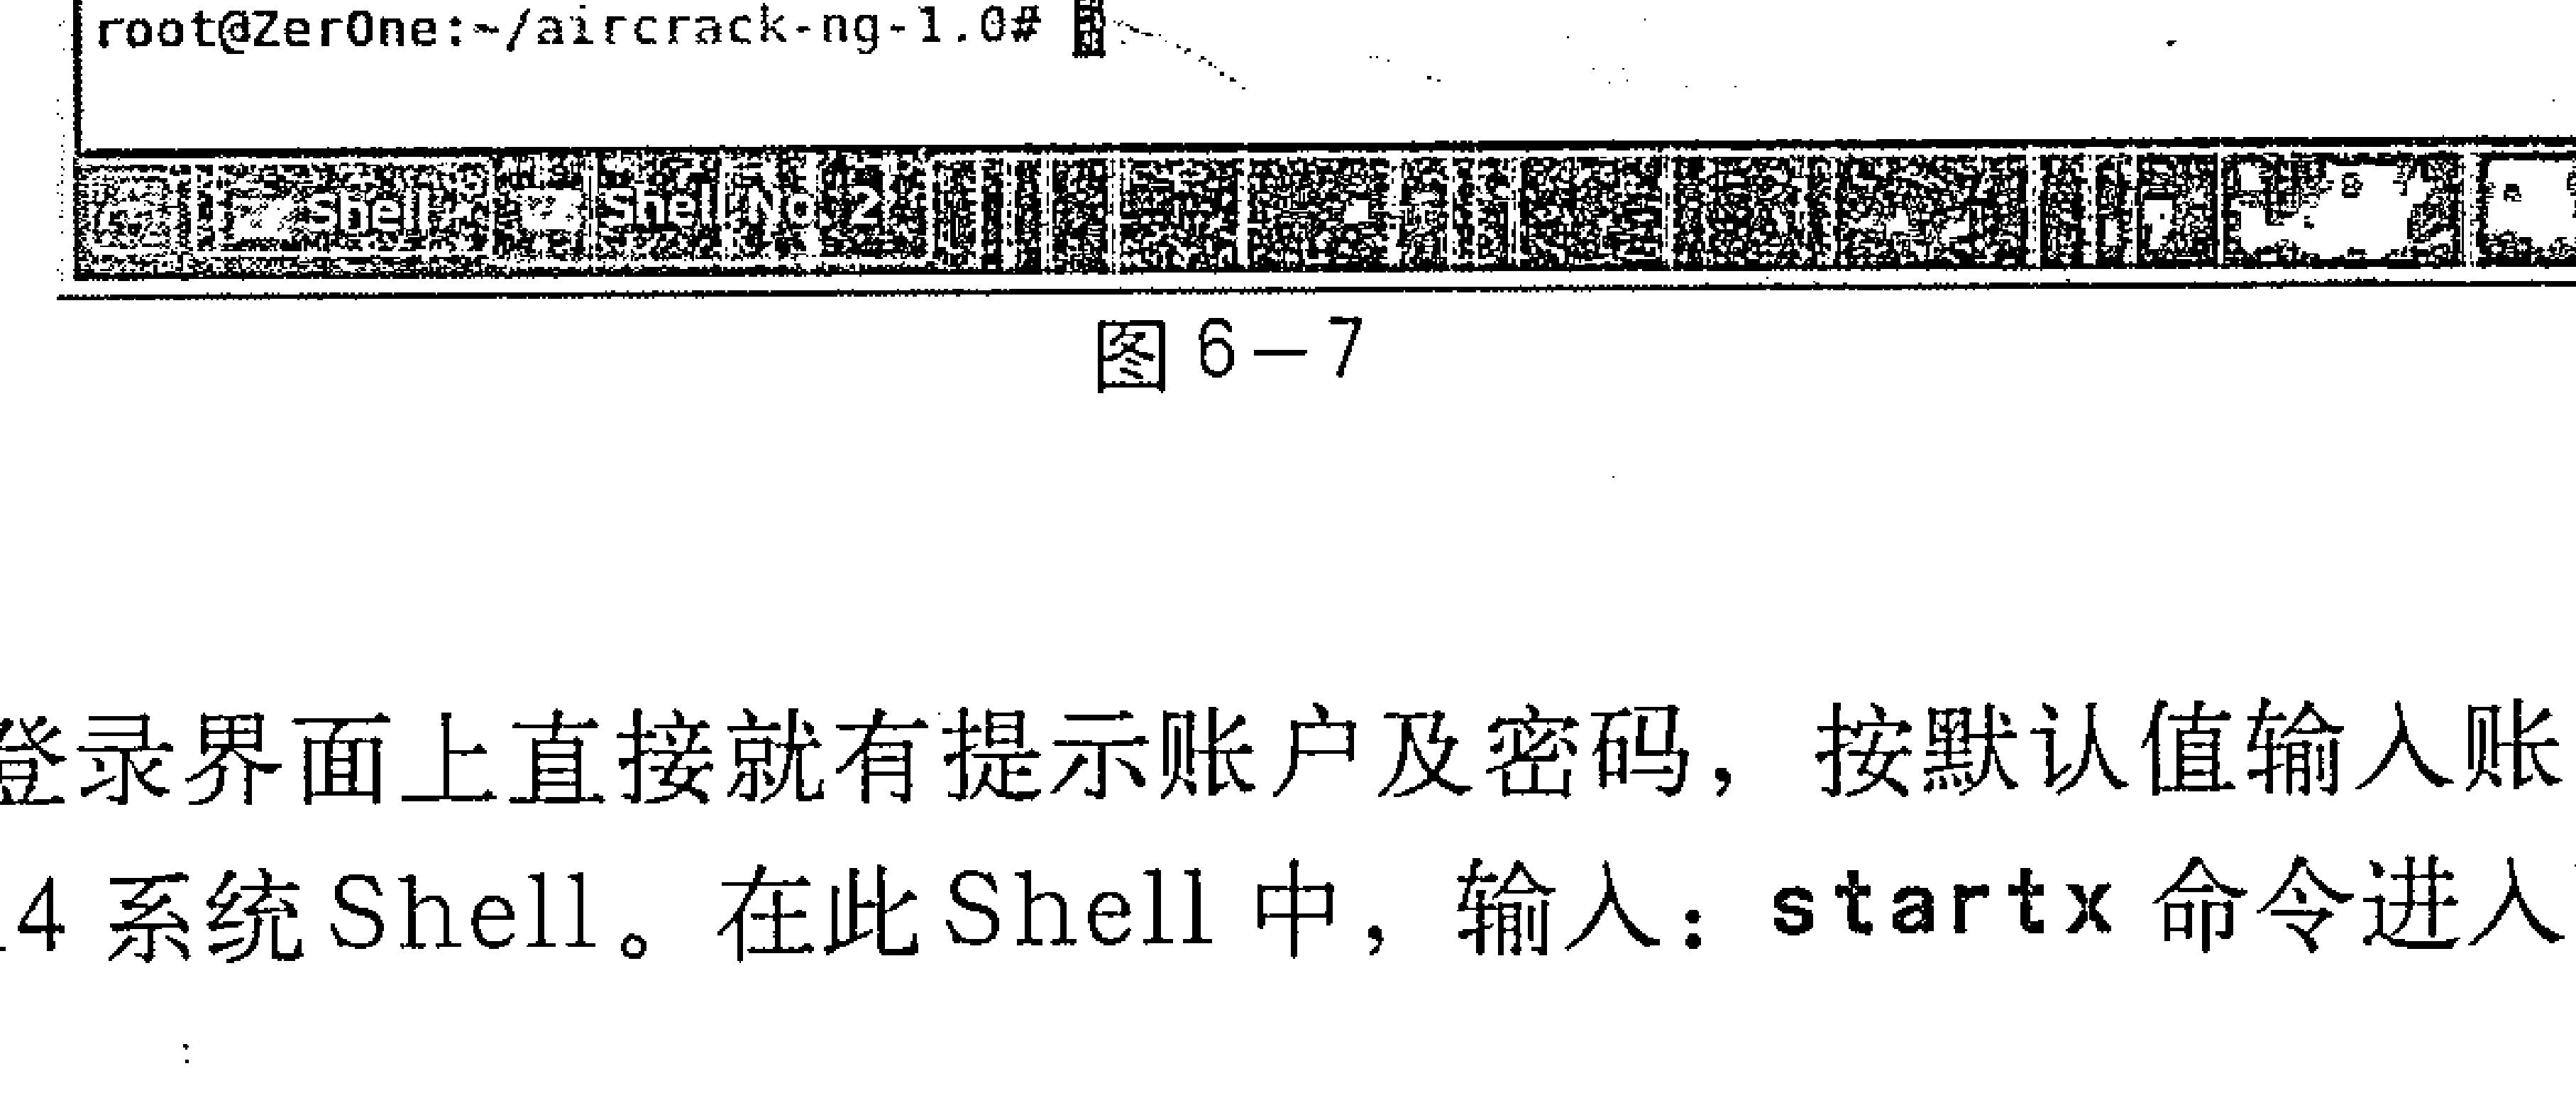 root@ZerOne:~/aircrack-ng-1.0#
Shell Shell No. 2
图 6-7
登录界面上直接就有提示账户及密码，按默认值输入账
4 系统 Shell。在此 Shell 中，输入：startx 命令进入